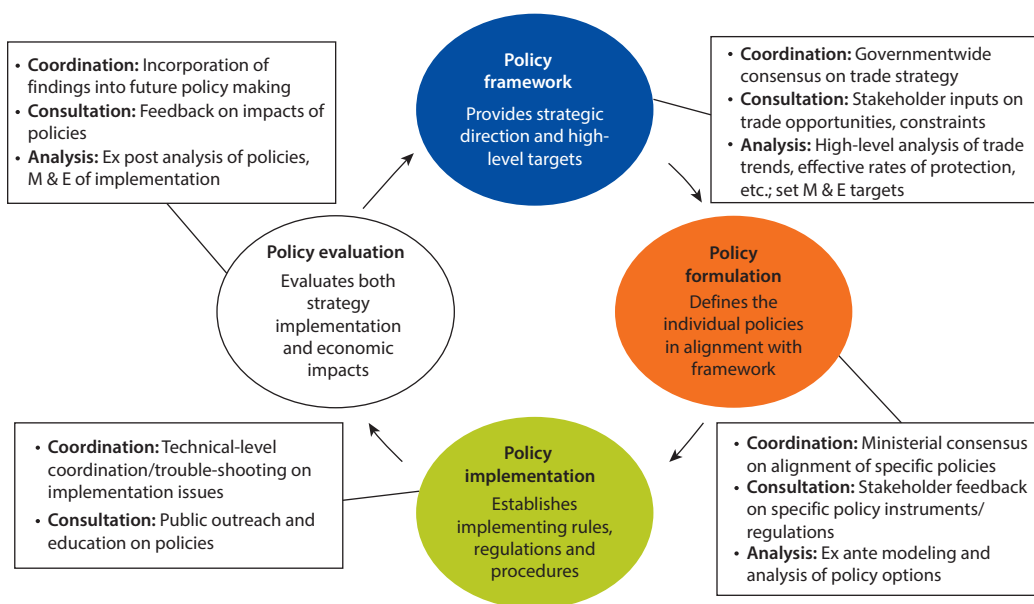 Policy
framework
Provides strategic
direction and high-
level targets
• Coordination: Governmentwide
consensus on trade strategy
• Consultation: Stakeholder inputs on
trade opportunities, constraints
• Analysis: High-level analysis of trade
trends, effective rates of protection,
etc.; set M & E targets
Policy
formulation
Defines the
individual policies
in alignment with
framework
• Coordination: Ministerial consensus
on alignment of specific policies
• Consultation: Stakeholder feedback
on specific policy instruments/
regulations
• Analysis: Ex ante modeling and
analysis of policy options
Policy
implementation
Establishes
implementing rules,
regulations and
procedures
• Coordination: Technical-level
coordination/trouble-shooting on
implementation issues
• Consultation: Public outreach and
education on policies
Policy evaluation
Evaluates both
strategy
implementation
and economic
impacts
• Coordination: Incorporation of
findings into future policy making
• Consultation: Feedback on impacts of
policies
• Analysis: Ex post analysis of policies,
M & E of implementation